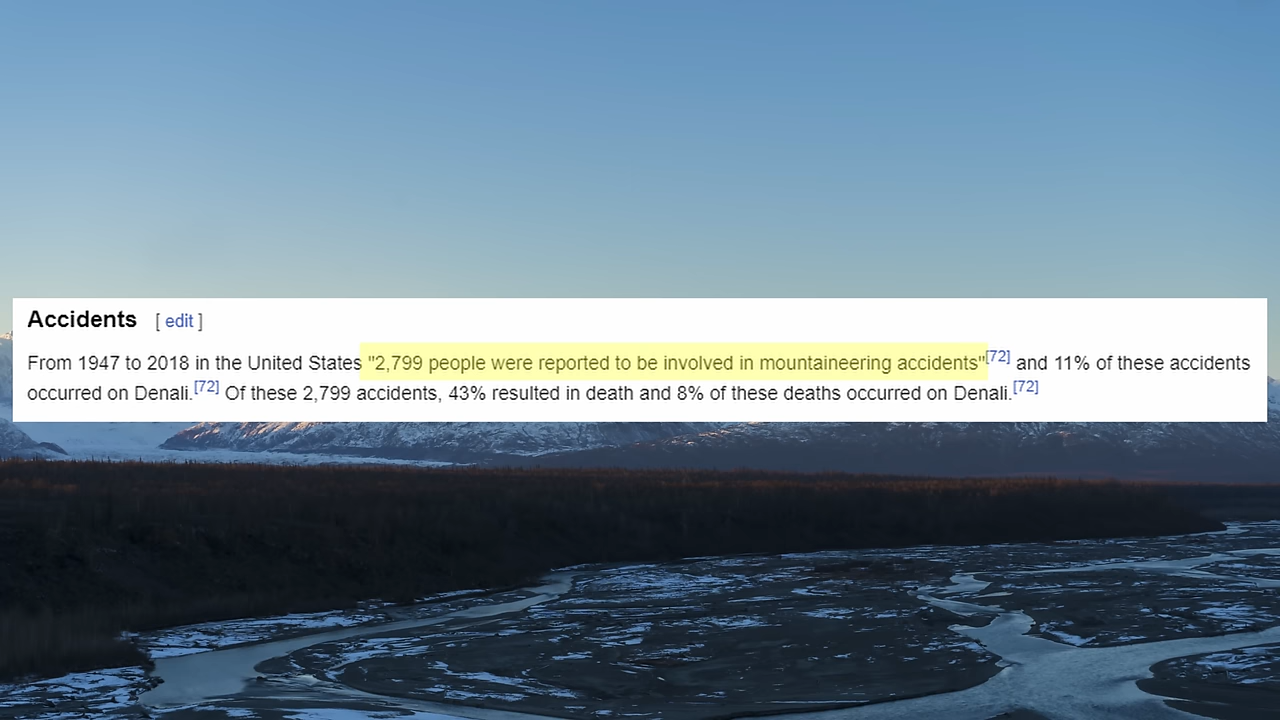 Accidents [ edit ]
From 1947 to 2018 in the United States "2,799 people were reported to be involved in mountaineering accidents"[72] and 11% of these accidents
occurred on Denali.[72] Of these 2,799 accidents, 43% resulted in death and 8% of these deaths occurred on Denali.[72]